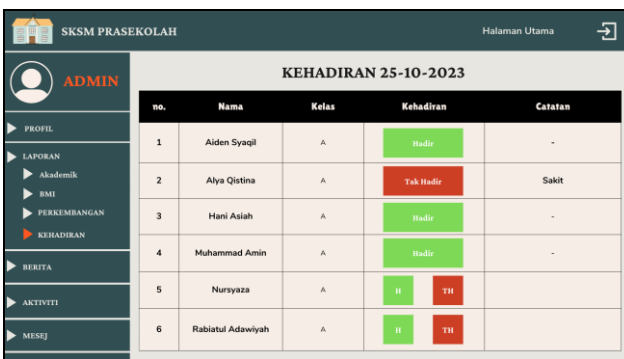 SKSM PRASEKOLAH
Halaman Utama
ADMIN
PROFIL
LAPORAN
Akademik
BMI
PERKEMBANGAN
KEHADIRAN
BERITA
AKTIVITI
MESEJ
KEHADIRAN 25-10-2023
no. Nama Kelas Kehadiran Catatan
1 Aiden Syaqil A Hadir -
2 Alya Qistina A Tak Hadir Sakit
3 Hani Asiah A Hadir -
4 Muhammad Amin A Hadir -
5 Nursyaza A H TH
6 Rabiatul Adawiyah A H TH